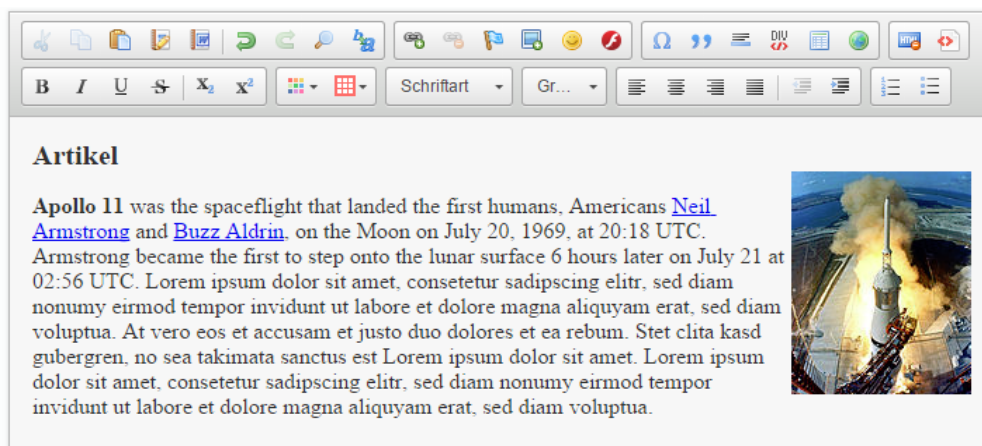 DIV
HTML
B I U S X₂ X²
Schriftart Gr...
Artikel
Apollo 11 was the spaceflight that landed the first humans, Americans Neil
Armstrong and Buzz Aldrin, on the Moon on July 20, 1969, at 20:18 UTC.
Armstrong became the first to step onto the lunar surface 6 hours later on July 21 at
02:56 UTC. Lorem ipsum dolor sit amet, consetetur sadipscing elitr, sed diam
nonumy eirmod tempor invidunt ut labore et dolore magna aliquyam erat, sed diam
voluptua. At vero eos et accusam et justo duo dolores et ea rebum. Stet clita kasd
gubergren, no sea takimata sanctus est Lorem ipsum dolor sit amet. Lorem ipsum
dolor sit amet, consetetur sadipscing elitr, sed diam nonumy eirmod tempor
invidunt ut labore et dolore magna aliquyam erat, sed diam voluptua.